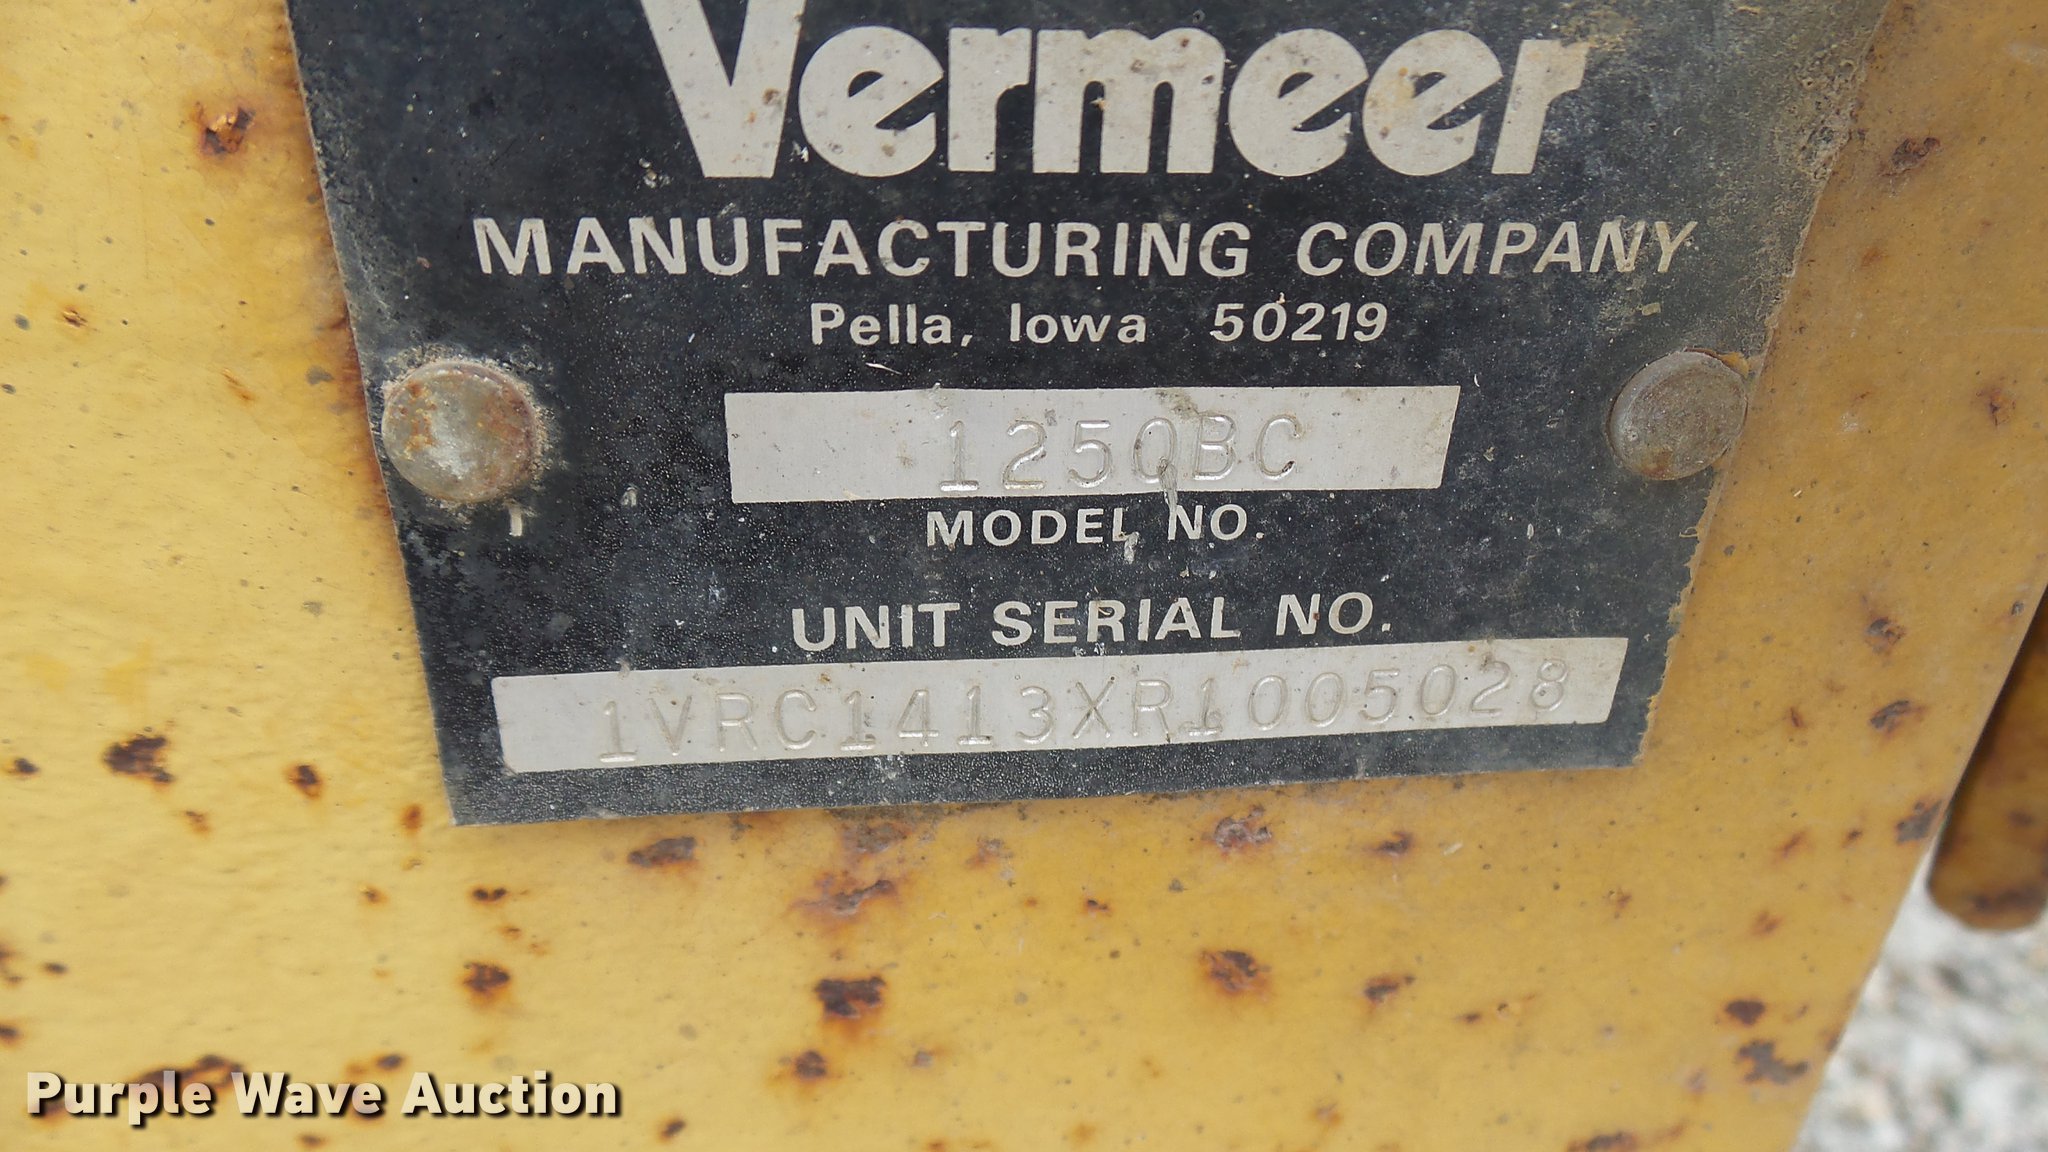 Vermeer
MANUFACTURING COMPANY
Pella, Iowa 50219
1250BC
MODEL NO.
UNIT SERIAL NO.
1VRC1413XR1005028
Purple Wave Auction